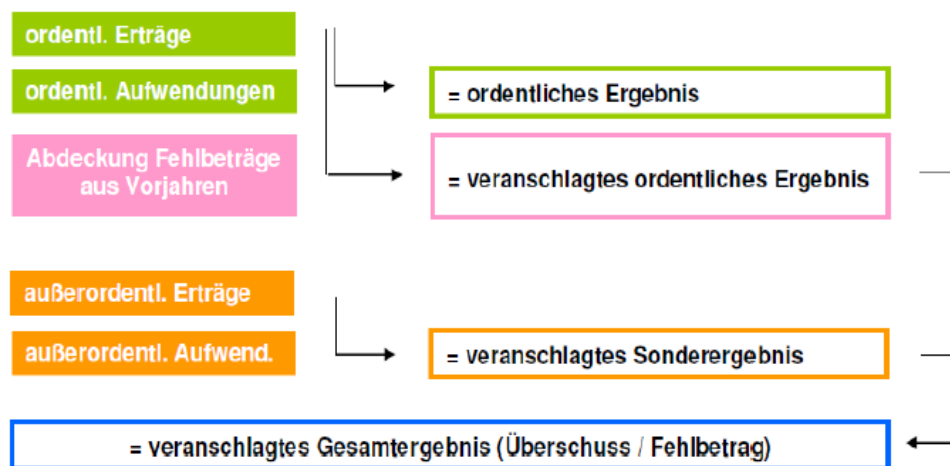 ordentl. Erträge
ordentl. Aufwendungen
= ordentliches Ergebnis
Abdeckung Fehlbeträge
aus Vorjahren
= veranschlagtes ordentliches Ergebnis
außerordentl. Erträge
außerordentl. Aufwend.
= veranschlagtes Sonderergebnis
= veranschlagtes Gesamtergebnis (Überschuss / Fehlbetrag)